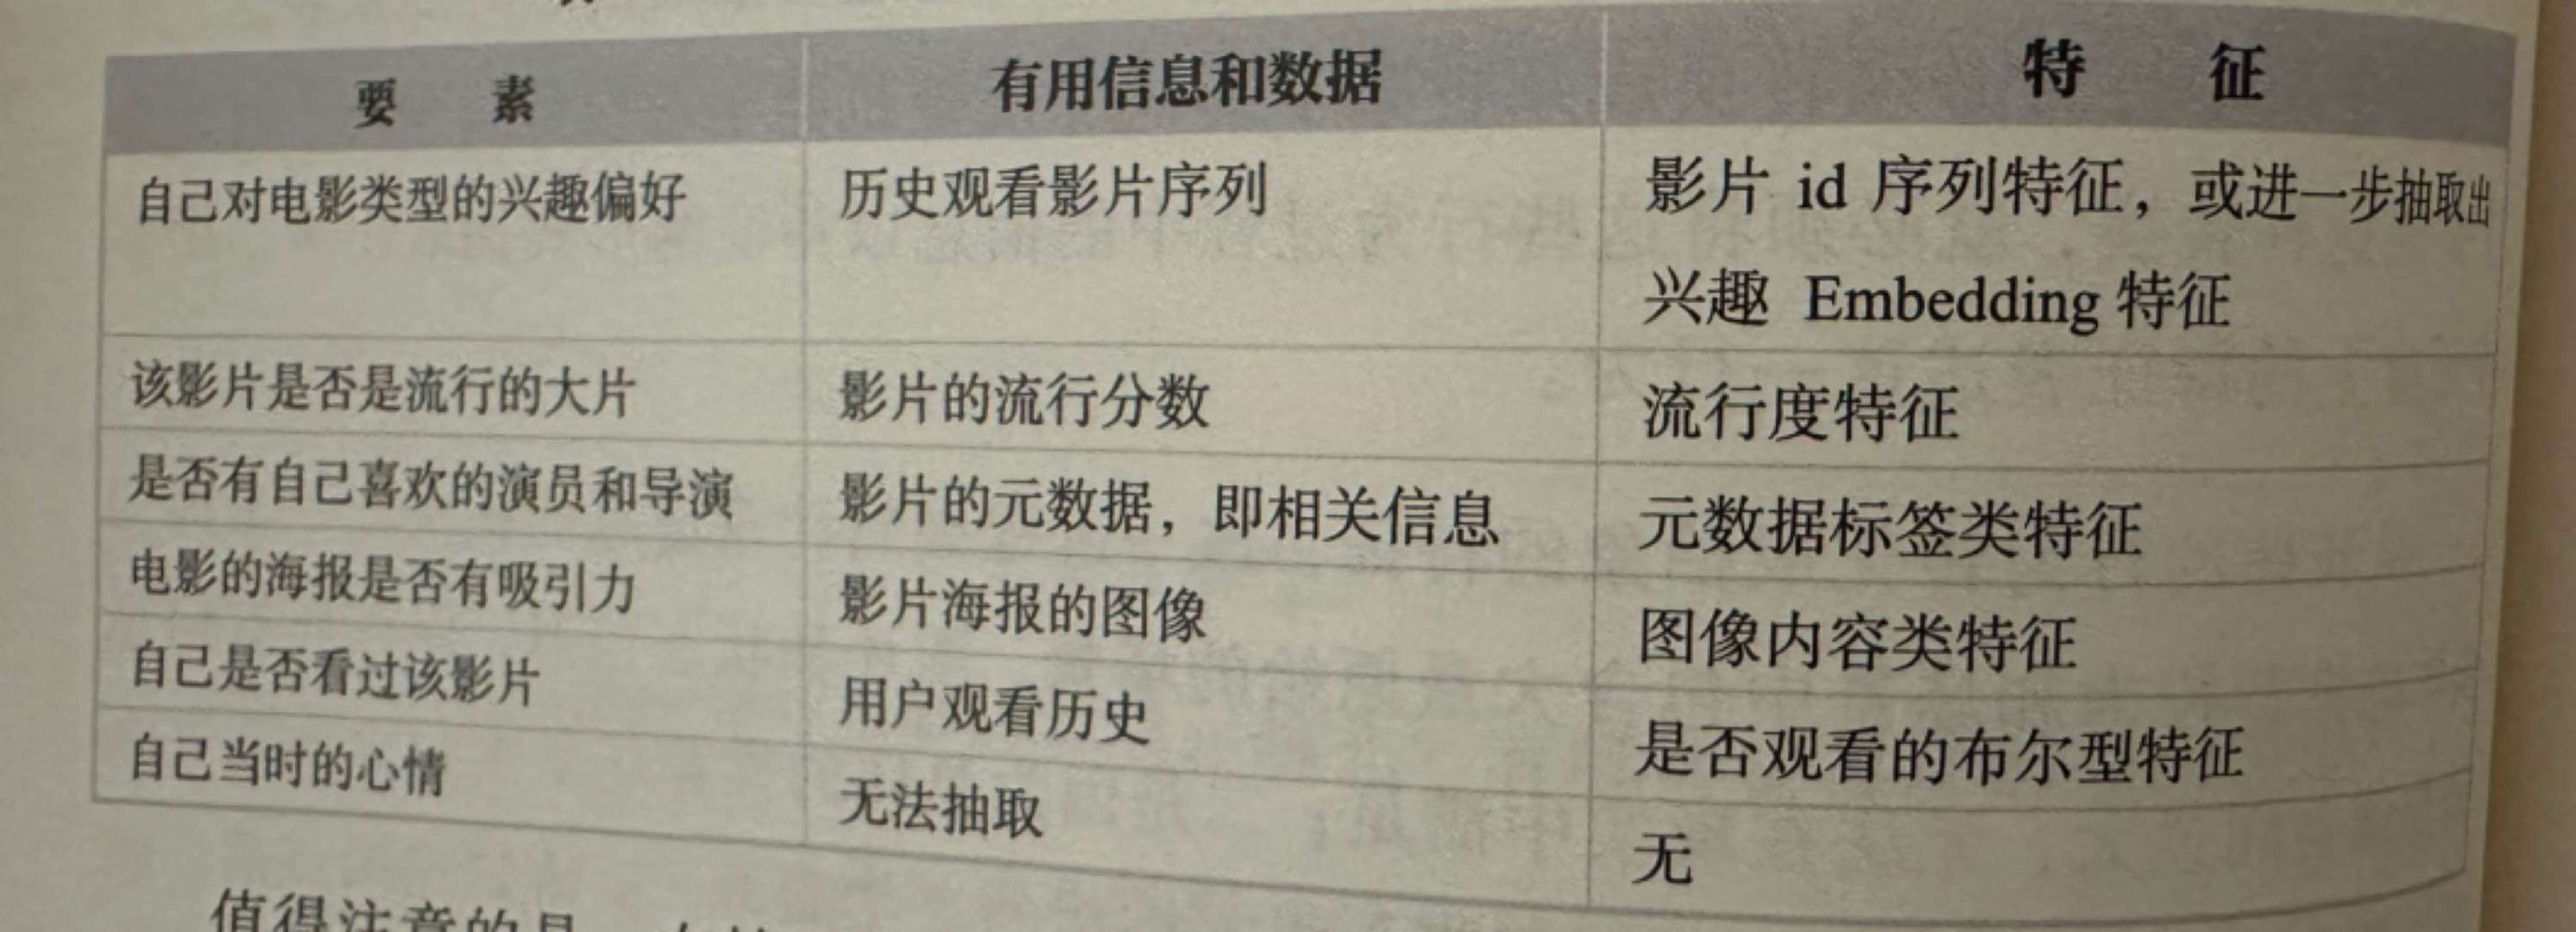 要 素 有用信息和数据 特 征
自己对电影类型的兴趣偏好 历史观看影片序列 影片 id 序列特征，或进一步抽取出
兴趣 Embedding 特征
该影片是否是流行的大片 影片的流行分数 流行度特征
是否有自己喜欢的演员和导演 影片的元数据，即相关信息 元数据标签类特征
电影的海报是否有吸引力 影片海报的图像 图像内容类特征
自己是否看过该影片 用户观看历史 是否观看的布尔型特征
自己当时的心情 无法抽取 无
值得注意的是